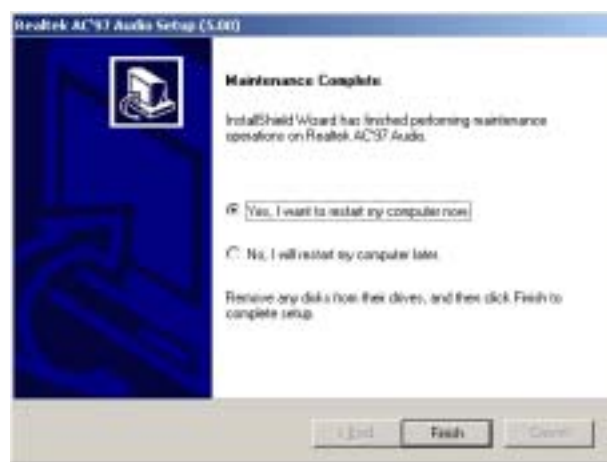 Realtek AC'97 Audio Setup (5.00)
Maintenance Complete
InstallShield Wizard has finished performing maintenance
operations on Realtek AC'97 Audio.
Yes, I want to restart my computer now.
No, I will restart my computer later.
Remove any disks from their drives, and then click Finish to
complete setup.
< Back Finish Cancel